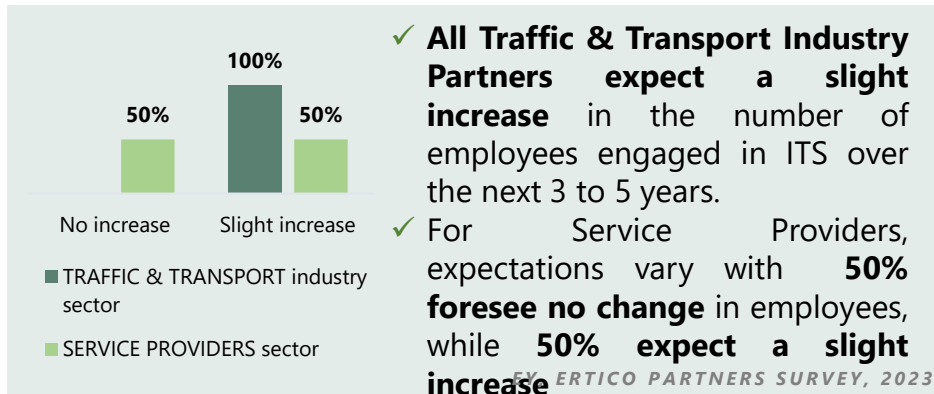 100%
50%
50%
No increase
Slight increase
TRAFFIC & TRANSPORT industry
sector
SERVICE PROVIDERS sector
✓ All Traffic & Transport Industry
Partners expect a slight
increase in the number of
employees engaged in ITS over
the next 3 to 5 years.
✓ For Service Providers,
expectations vary with 50%
foresee no change in employees,
while 50% expect a slight
increase
EY, ERTICO PARTNERS SURVEY, 2023